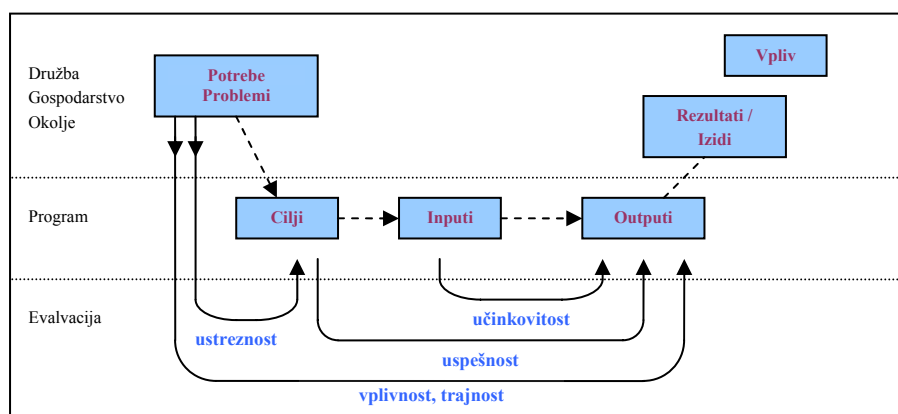 Družba
Gospodarstvo
Okolje
Potrebe
Problemi
Vpliv
Rezultati /
Izidi
Program
Cilji
Inputi
Outputi
Evalvacija
učinkovitost
ustreznost
uspešnost
vplivnost, trajnost